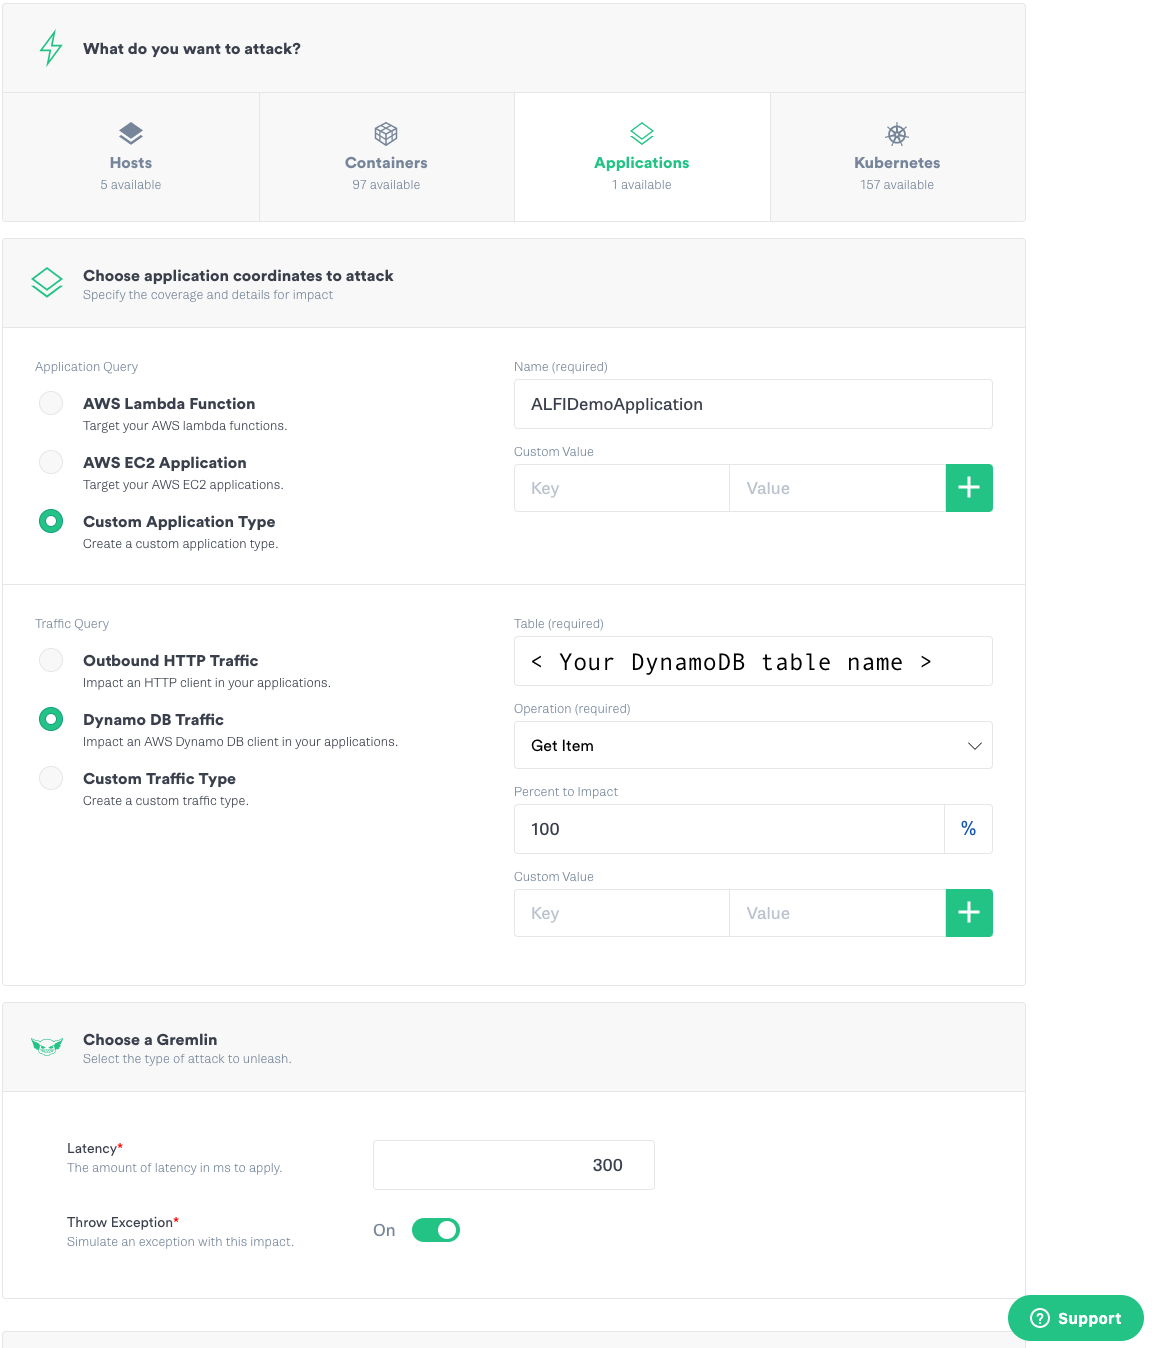 What do you want to attack?
Hosts
5 available
Containers
97 available
Applications
1 available
Kubernetes
157 available
Choose application coordinates to attack
Specify the coverage and details for impact
Application Query
AWS Lambda Function
Target your AWS lambda functions.
AWS EC2 Application
Target your AWS EC2 applications.
Custom Application Type
Create a custom application type.
Name (required)
ALFIDemoApplication
Custom Value
Key Value
Traffic Query
Outbound HTTP Traffic
Impact an HTTP client in your applications.
Dynamo DB Traffic
Impact an AWS Dynamo DB client in your applications.
Custom Traffic Type
Create a custom traffic type.
Table (required)
< Your DynamoDB table name >
Operation (required)
Get Item
Percent to Impact
100 %
Custom Value
Key Value
Choose a Gremlin
Select the type of attack to unleash.
Latency*
The amount of latency in ms to apply.
300
Throw Exception*
Simulate an exception with this impact.
On
Support